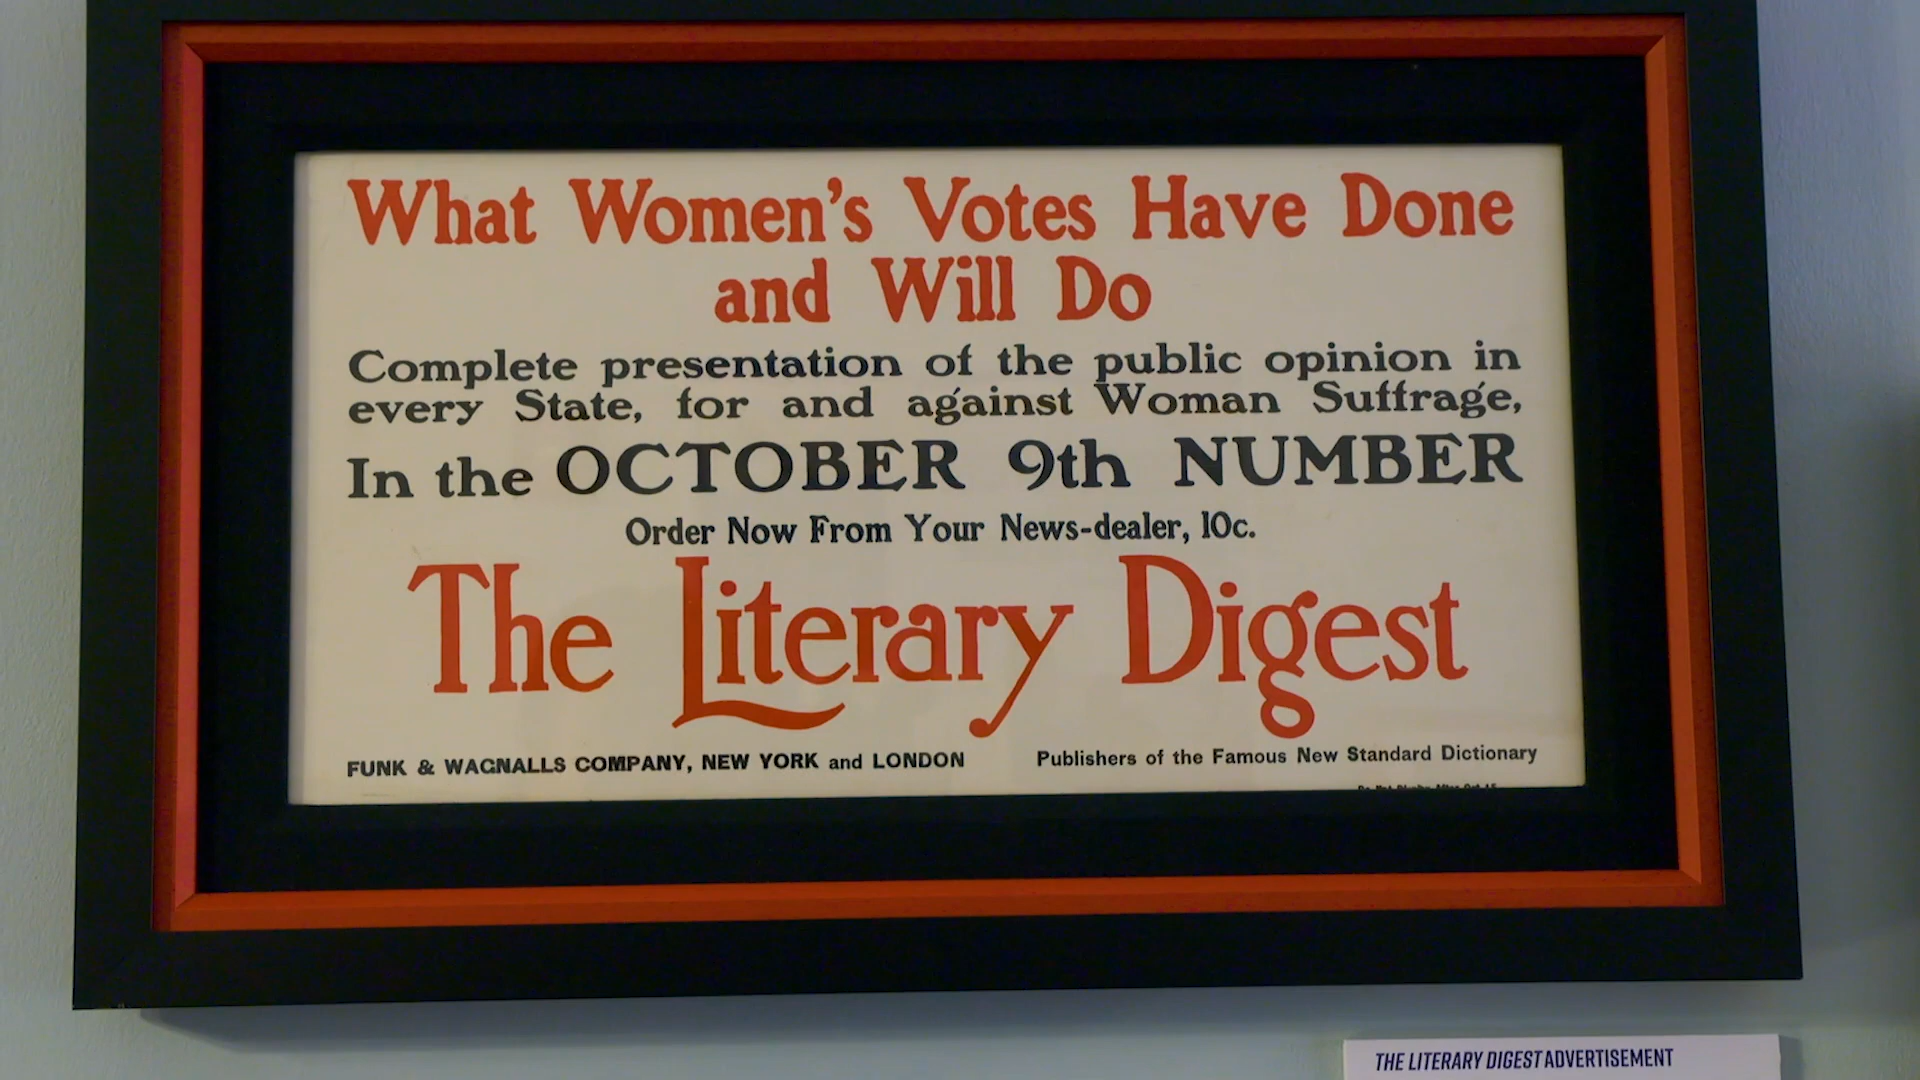 What Women's Votes Have Done
and Will Do
Complete presentation of the public opinion in
every State, for and against Woman Suffrage,
In the OCTOBER 9th NUMBER
Order Now From Your News-dealer, 10c.
The Literary Digest
FUNK & WAGNALLS COMPANY, NEW YORK and LONDON
Publishers of the Famous New Standard Dictionary
THE LITERARY DIGEST ADVERTISEMENT